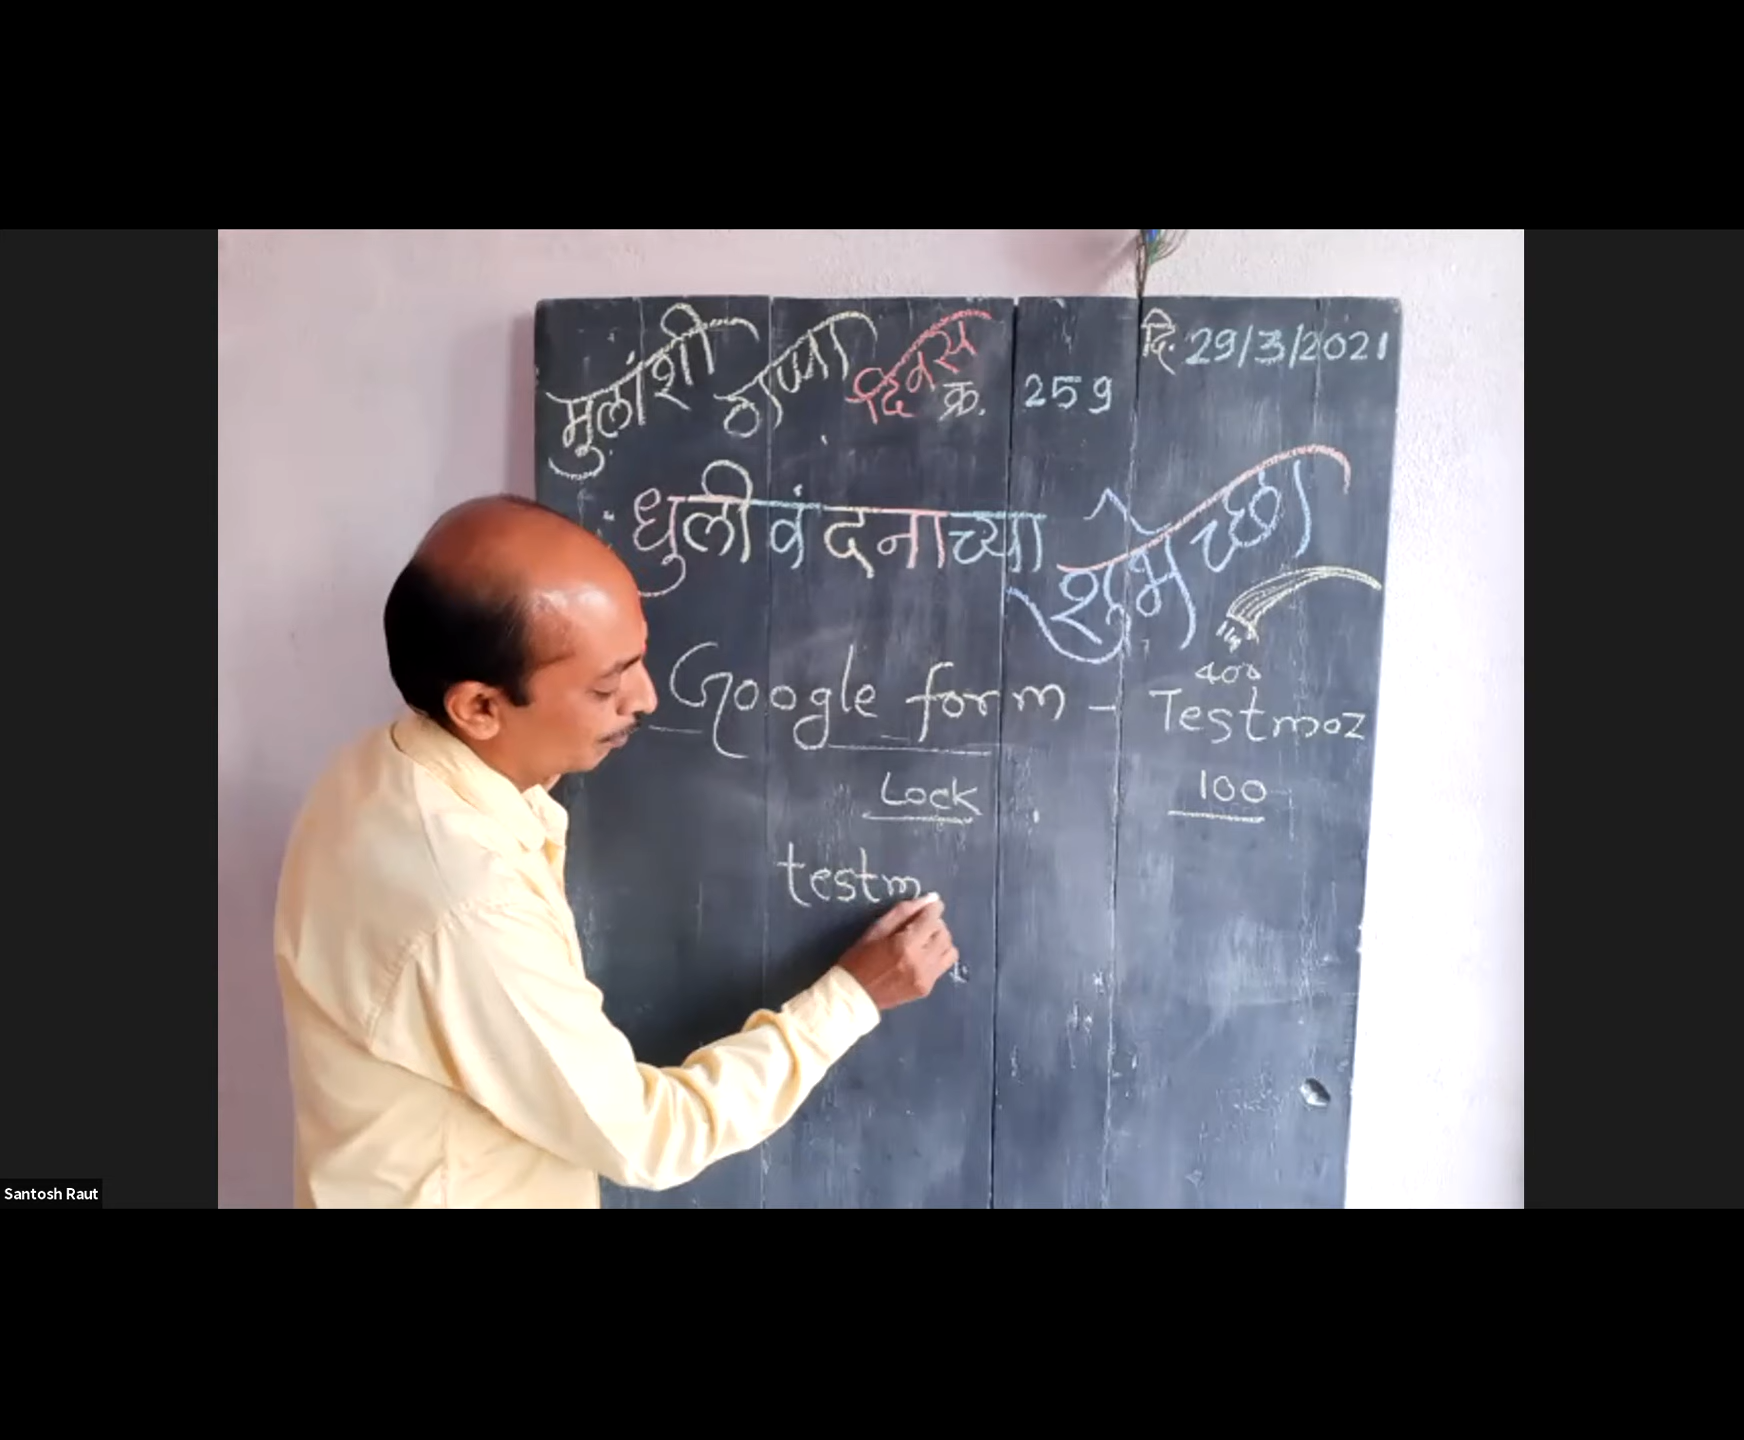 मुलांशी गप्पा दिवस क्र. 259
दि. 29/3/2021
धुलीवंदनाच्या शुभेच्छा
400
Google form - Testmoz
Lock 100
testm
Santosh Raut